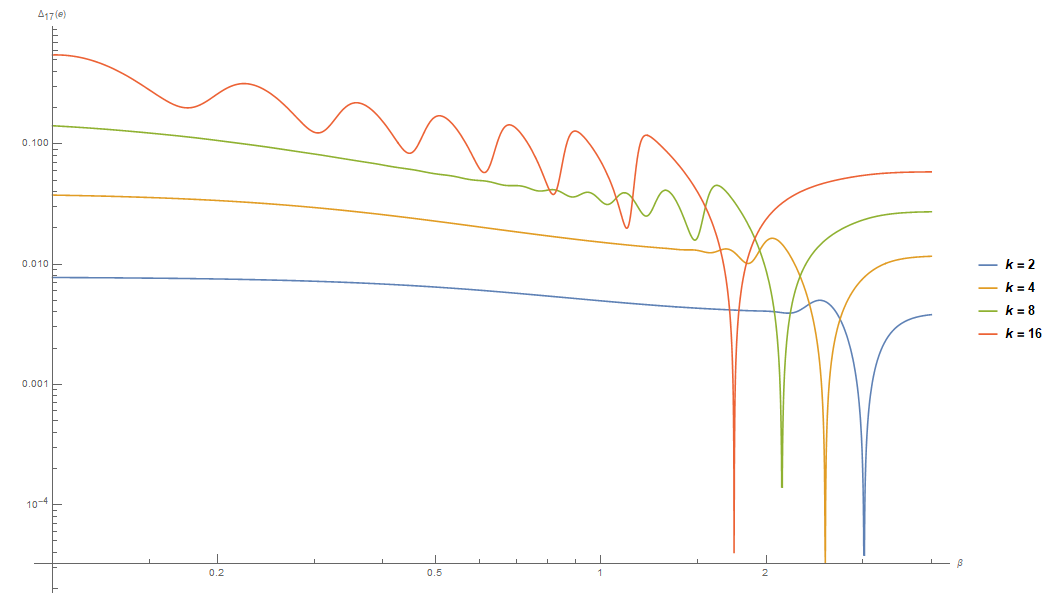 Δ17(e)
0.100
0.010
0.001
10−4
0.2
0.5
1
2
β
k = 2
k = 4
k = 8
k = 16